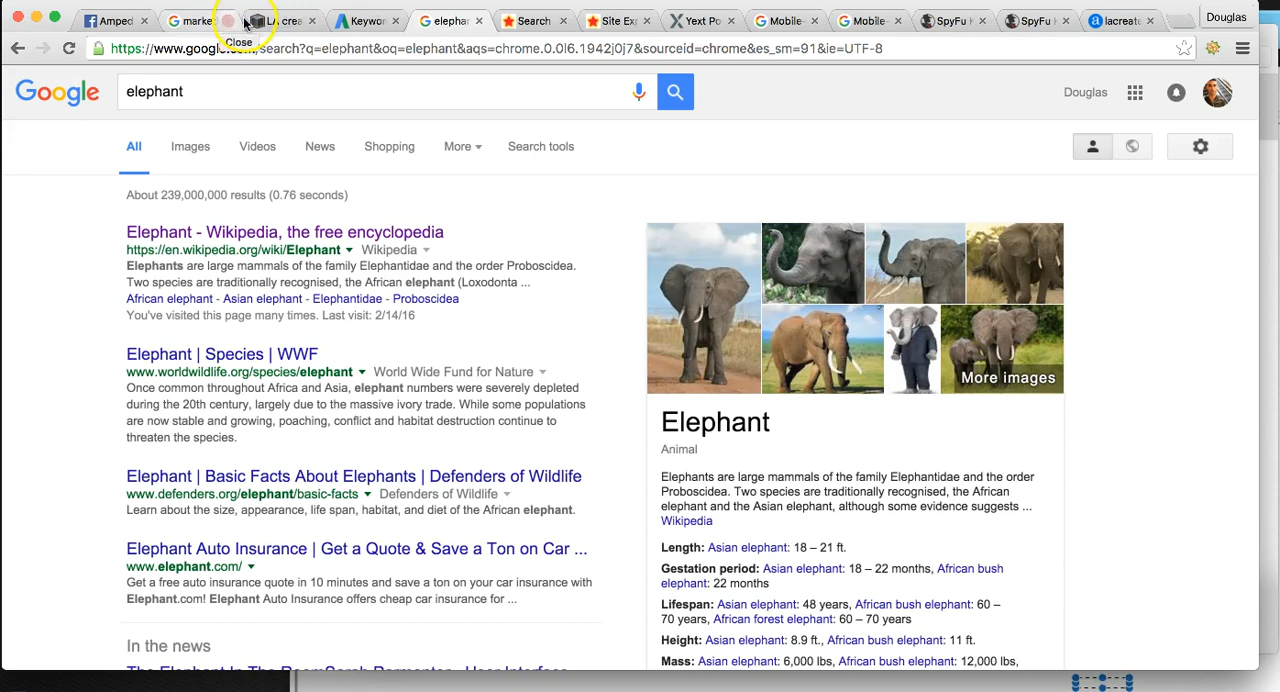 Amped
marke
LA crea
Keywor
elephan
Search
Site Exp
Yext Po
Mobile-
Mobile-
SpyFu K
SpyFu K
lacreate
Douglas
Close
https://www.google.com/search?q=elephant&oq=elephant&aqs=chrome.0.0l6.1942j0j7&sourceid=chrome&es_sm=91&ie=UTF-8
Google
elephant
Douglas
All Images Videos News Shopping More Search tools
About 239,000,000 results (0.76 seconds)
Elephant - Wikipedia, the free encyclopedia
https://en.wikipedia.org/wiki/Elephant Wikipedia
Elephants are large mammals of the family Elephantidae and the order Proboscidea.
Two species are traditionally recognised, the African elephant (Loxodonta ...
African elephant - Asian elephant - Elephantidae - Proboscidea
You've visited this page many times. Last visit: 2/14/16
Elephant | Species | WWF
www.worldwildlife.org/species/elephant World Wide Fund for Nature
Once common throughout Africa and Asia, elephant numbers were severely depleted
during the 20th century, largely due to the massive ivory trade. While some populations
are now stable and growing, poaching, conflict and habitat destruction continue to
threaten the species.
Elephant | Basic Facts About Elephants | Defenders of Wildlife
www.defenders.org/elephant/basic-facts Defenders of Wildlife
Learn about the size, appearance, life span, habitat, and diet of the African elephant.
Elephant Auto Insurance | Get a Quote & Save a Ton on Car ...
www.elephant.com/
Get a free auto insurance quote in 10 minutes and save a ton on your car insurance with
Elephant.com! Elephant Auto Insurance offers cheap car insurance for ...
In the news
The Elephant In The RoomSarah Parmenter - User Interface
More images
Elephant
Animal
Elephants are large mammals of the family Elephantidae and the order
Proboscidea. Two species are traditionally recognised, the African
elephant and the Asian elephant, although some evidence suggests ...
Wikipedia
Length: Asian elephant: 18 – 21 ft.
Gestation period: Asian elephant: 18 – 22 months, African bush
elephant: 22 months
Lifespan: Asian elephant: 48 years, African bush elephant: 60 –
70 years, African forest elephant: 60 – 70 years
Height: Asian elephant: 8.9 ft., African bush elephant: 11 ft.
Mass: Asian elephant: 6,000 lbs, African bush elephant: 12,000 lbs,